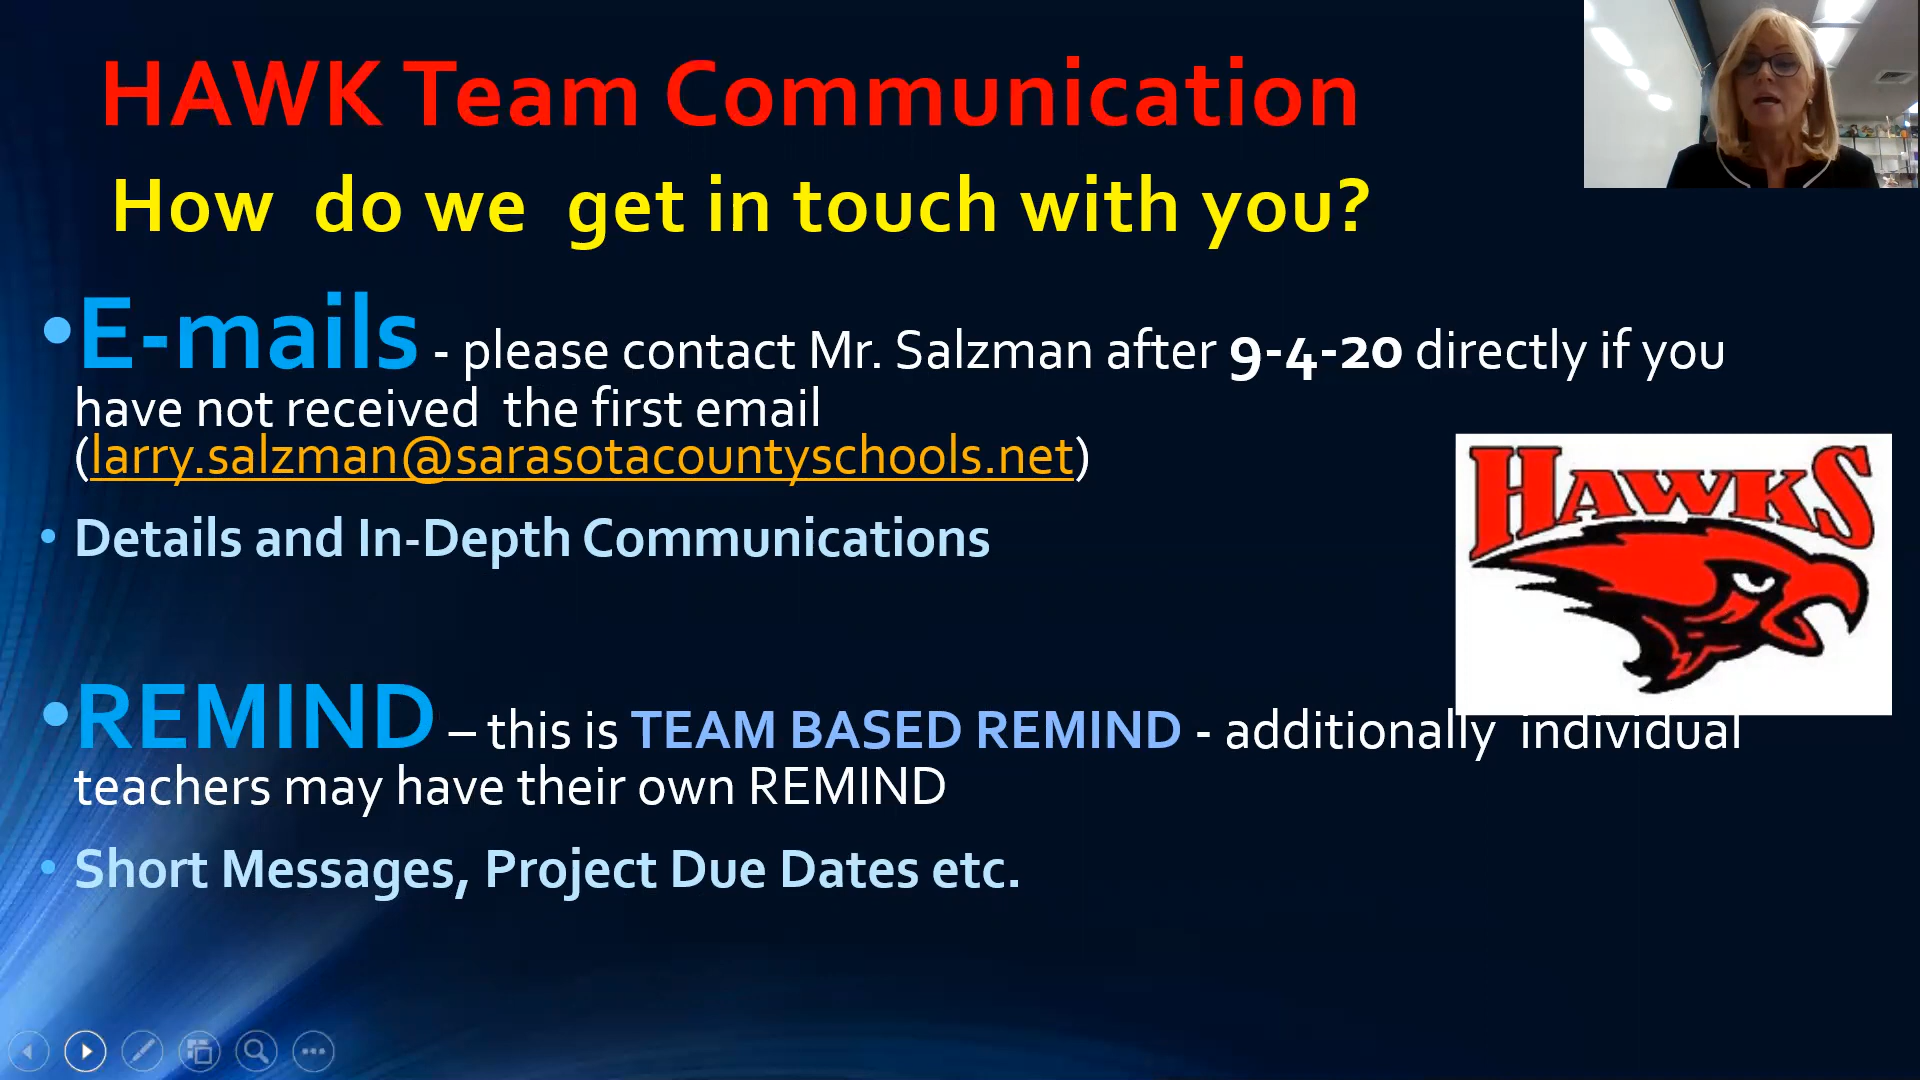 HAWK Team Communication
How do we get in touch with you?
•E-mails - please contact Mr. Salzman after 9-4-20 directly if you
have not received the first email
(larry.salzman@sarasotacountyschools.net)
• Details and In-Depth Communications
HAWKS
•REMIND – this is TEAM BASED REMIND - additionally individual
teachers may have their own REMIND
• Short Messages, Project Due Dates etc.